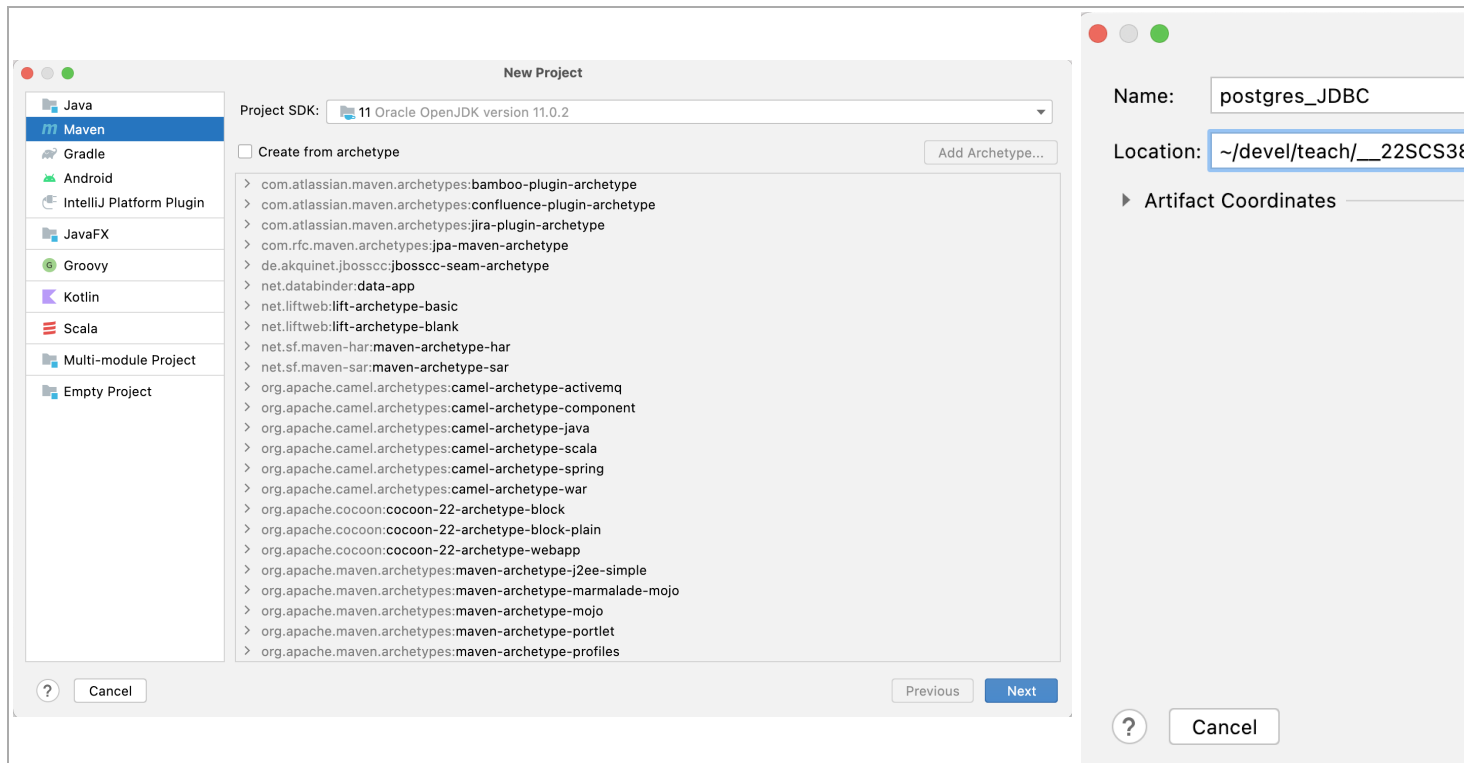 New Project
Java
Maven
Gradle
Android
IntelliJ Platform Plugin
JavaFX
Groovy
Kotlin
Scala
Multi-module Project
Empty Project
Project SDK: 11 Oracle OpenJDK version 11.0.2
Create from archetype
Add Archetype...
com.atlassian.maven.archetypes:bamboo-plugin-archetype
com.atlassian.maven.archetypes:confluence-plugin-archetype
com.atlassian.maven.archetypes:jira-plugin-archetype
com.rfc.maven.archetypes:jpa-maven-archetype
de.akquinet.jbosscc:jbosscc-seam-archetype
net.databinder:data-app
net.liftweb:lift-archetype-basic
net.liftweb:lift-archetype-blank
net.sf.maven-har:maven-archetype-har
net.sf.maven-sar:maven-archetype-sar
org.apache.camel.archetypes:camel-archetype-activemq
org.apache.camel.archetypes:camel-archetype-component
org.apache.camel.archetypes:camel-archetype-java
org.apache.camel.archetypes:camel-archetype-scala
org.apache.camel.archetypes:camel-archetype-spring
org.apache.camel.archetypes:camel-archetype-war
org.apache.cocoon:cocoon-22-archetype-block
org.apache.cocoon:cocoon-22-archetype-block-plain
org.apache.cocoon:cocoon-22-archetype-webapp
org.apache.maven.archetypes:maven-archetype-j2ee-simple
org.apache.maven.archetypes:maven-archetype-marmalade-mojo
org.apache.maven.archetypes:maven-archetype-mojo
org.apache.maven.archetypes:maven-archetype-portlet
org.apache.maven.archetypes:maven-archetype-profiles
?
Cancel
Previous
Next
Name: postgres_JDBC
Location: ~/devel/teach/__22SCS38
Artifact Coordinates
?
Cancel